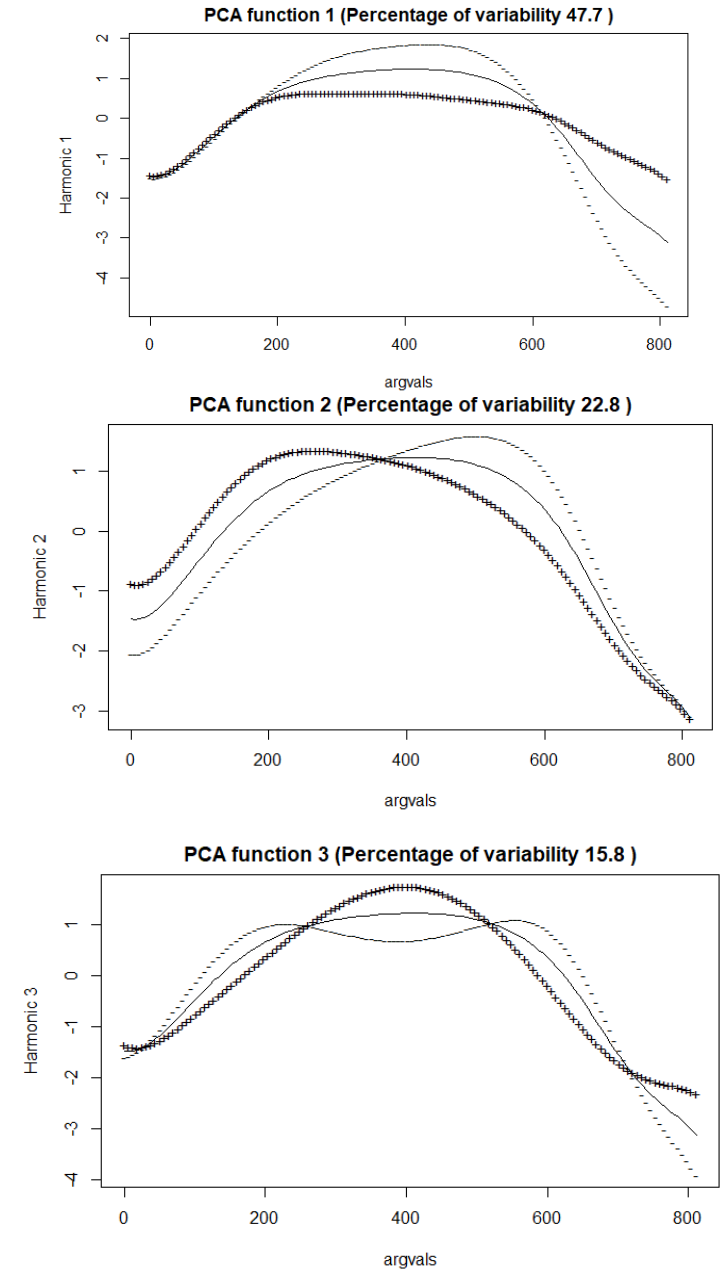 PCA function 1 (Percentage of variability 47.7 )
Harmonic 1
2
1
0
-1
-2
-3
-4
0 200 400 600 800
argvals
PCA function 2 (Percentage of variability 22.8 )
Harmonic 2
1
0
-1
-2
-3
0 200 400 600 800
argvals
PCA function 3 (Percentage of variability 15.8 )
Harmonic 3
1
0
-1
-2
-3
-4
0 200 400 600 800
argvals